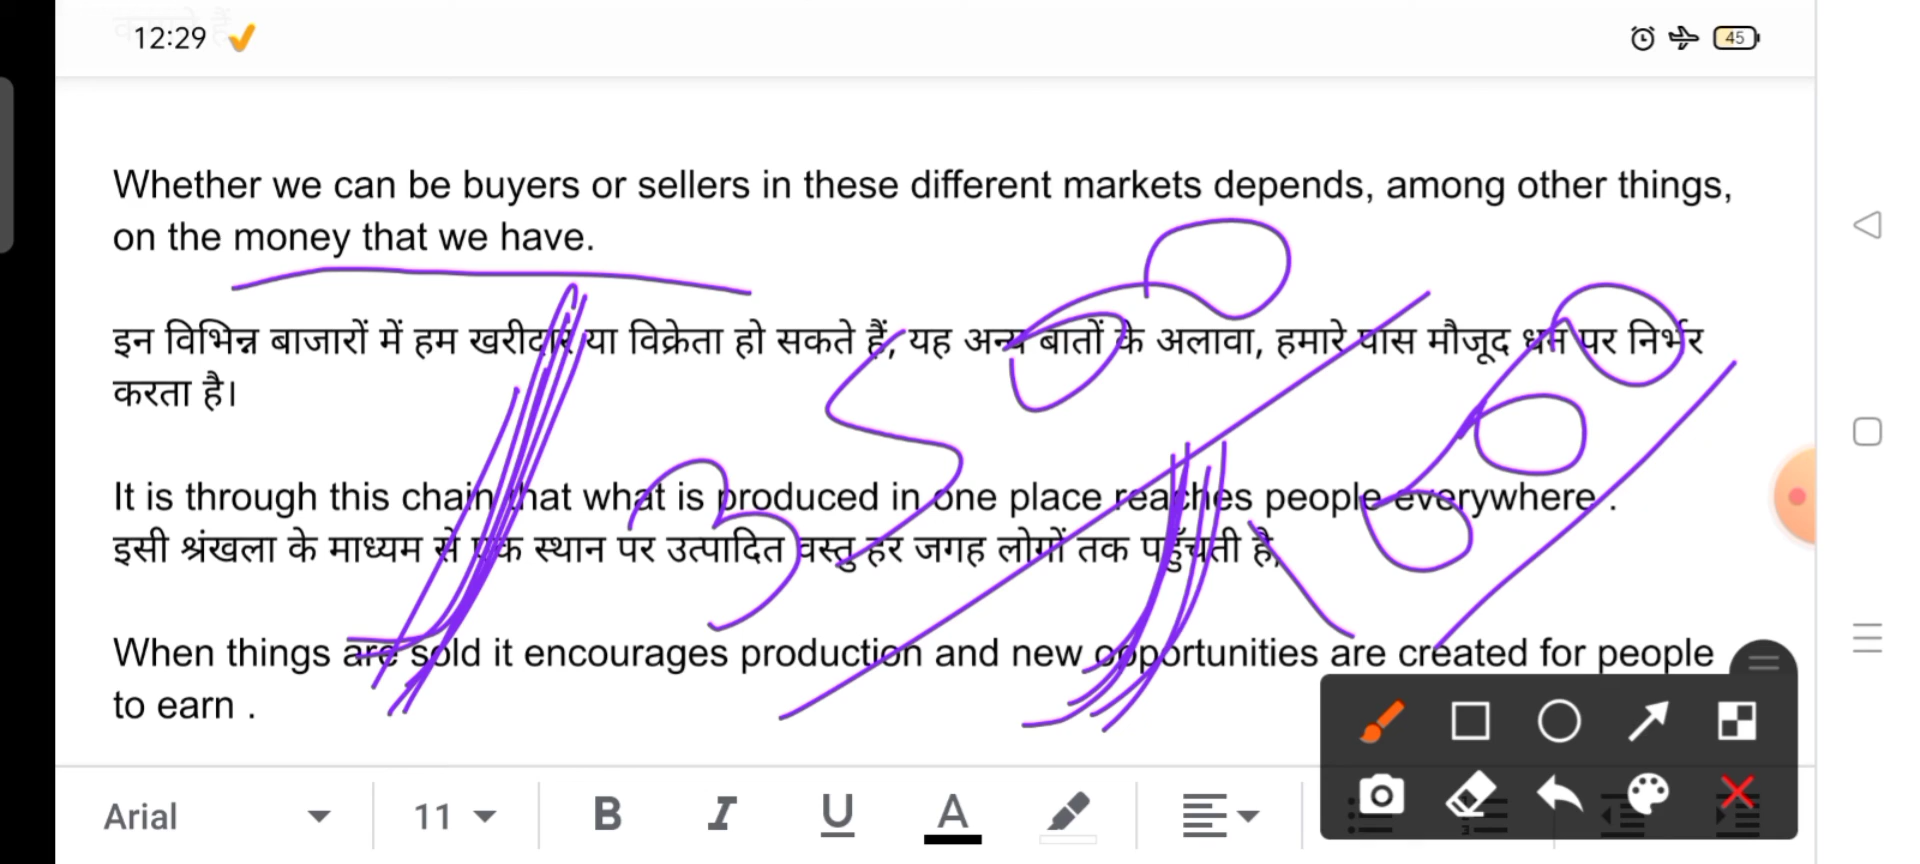 12:29
45
Whether we can be buyers or sellers in these different markets depends, among other things,
on the money that we have.
इन विभिन्न बाजारों में हम खरीदार या विक्रेता हो सकते हैं, यह अन्य बातों के अलावा, हमारे पास मौजूद धन पर निर्भर
करता है।
It is through this chain that what is produced in one place reaches people everywhere .
इसी श्रंखला के माध्यम से एक स्थान पर उत्पादित वस्तु हर जगह लोगों तक पहुँचती है,
When things are sold it encourages production and new opportunities are created for people
to earn .
Arial 11 B I U A